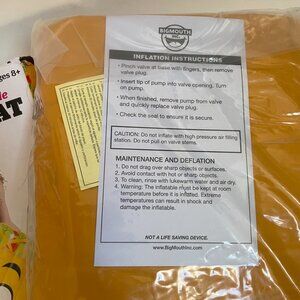 ges 8+
le
AT
BIGMOUTH
INC.
INFLATION INSTRUCTIONS
• Pinch valve at base with fingers, then remove
valve plug.
• Insert lip of pump into valve opening. Turn
on pump.
• When finished, remove pump from valve
and quickly replace valve plug.
• Check the seal to ensure it is secure.
CAUTION: Do not inflate with high pressure air filling
station. Do not pull on valve stems.
MAINTENANCE AND DEFLATION
1. Do not drag over sharp objects or surfaces.
2. Avoid contact with hot or sharp objects.
3. To clean, rinse with lukewarm water and air dry.
4. Warning: The inflatable must be kept at room
temperature before it is inflated. Extreme
temperatures can result in shock and
damage the inflatable.
NOT A LIFE SAVING DEVICE.
www.BigMouthInc.com